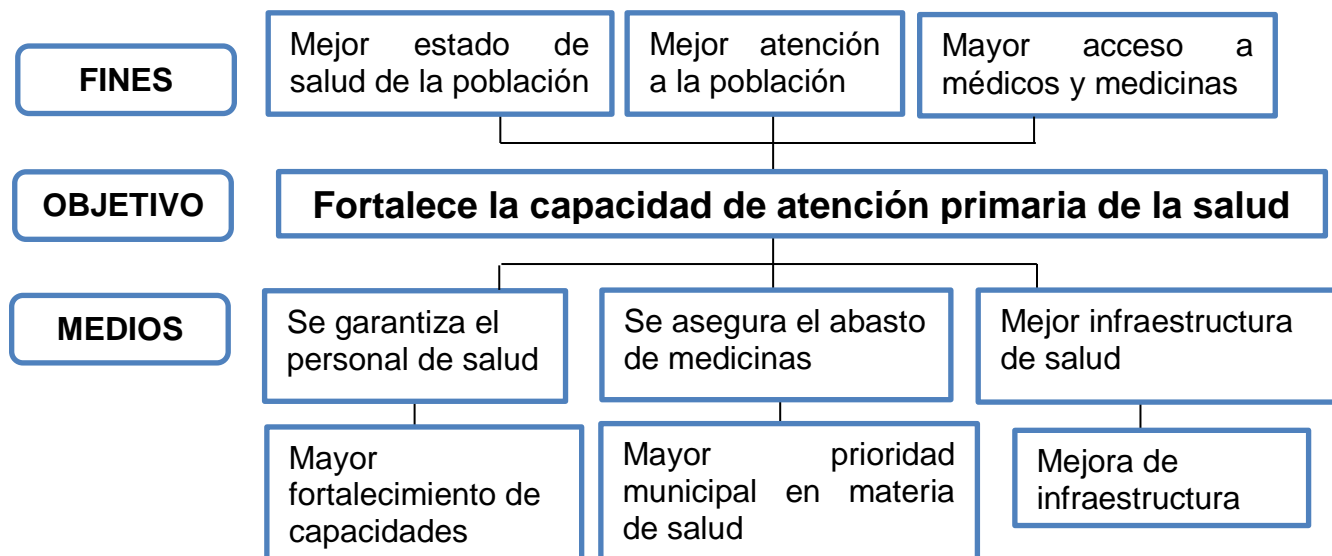 FINES
Mejor estado de
salud de la población
Mejor atención
a la población
Mayor acceso a
médicos y medicinas
OBJETIVO
Fortalece la capacidad de atención primaria de la salud
MEDIOS
Se garantiza el
personal de salud
Se asegura el abasto
de medicinas
Mejor infraestructura
de salud
Mayor
fortalecimiento de
capacidades
Mayor prioridad
municipal en materia
de salud
Mejora de
infraestructura